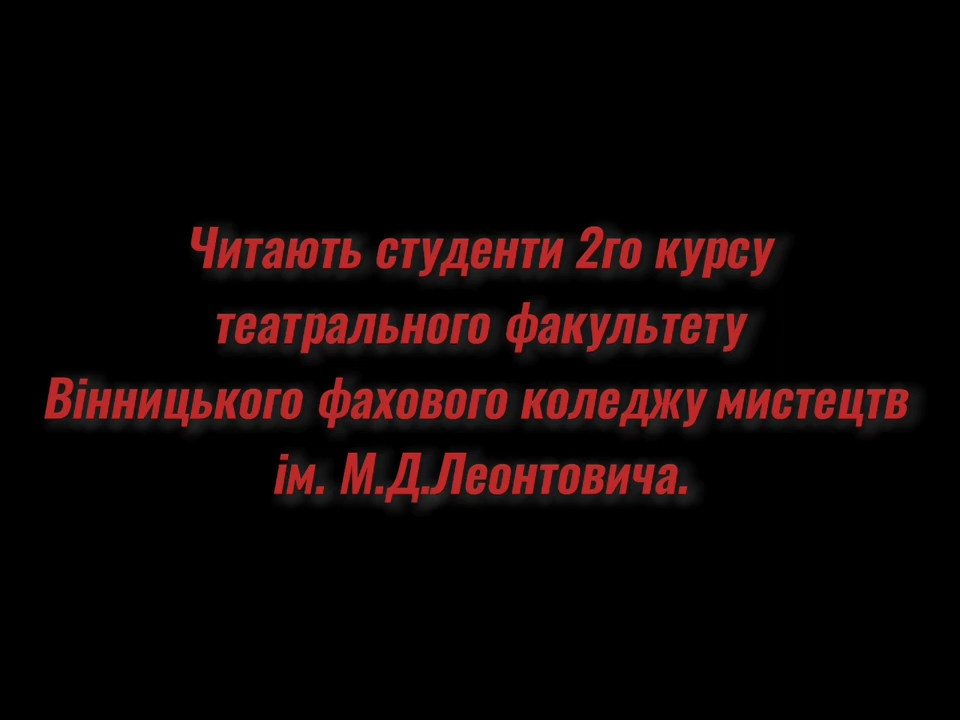 Читають студенти 2го курсу
театрального факультету
Вінницького фахового коледжу мистецтв
ім. М.Д.Леонтовича.